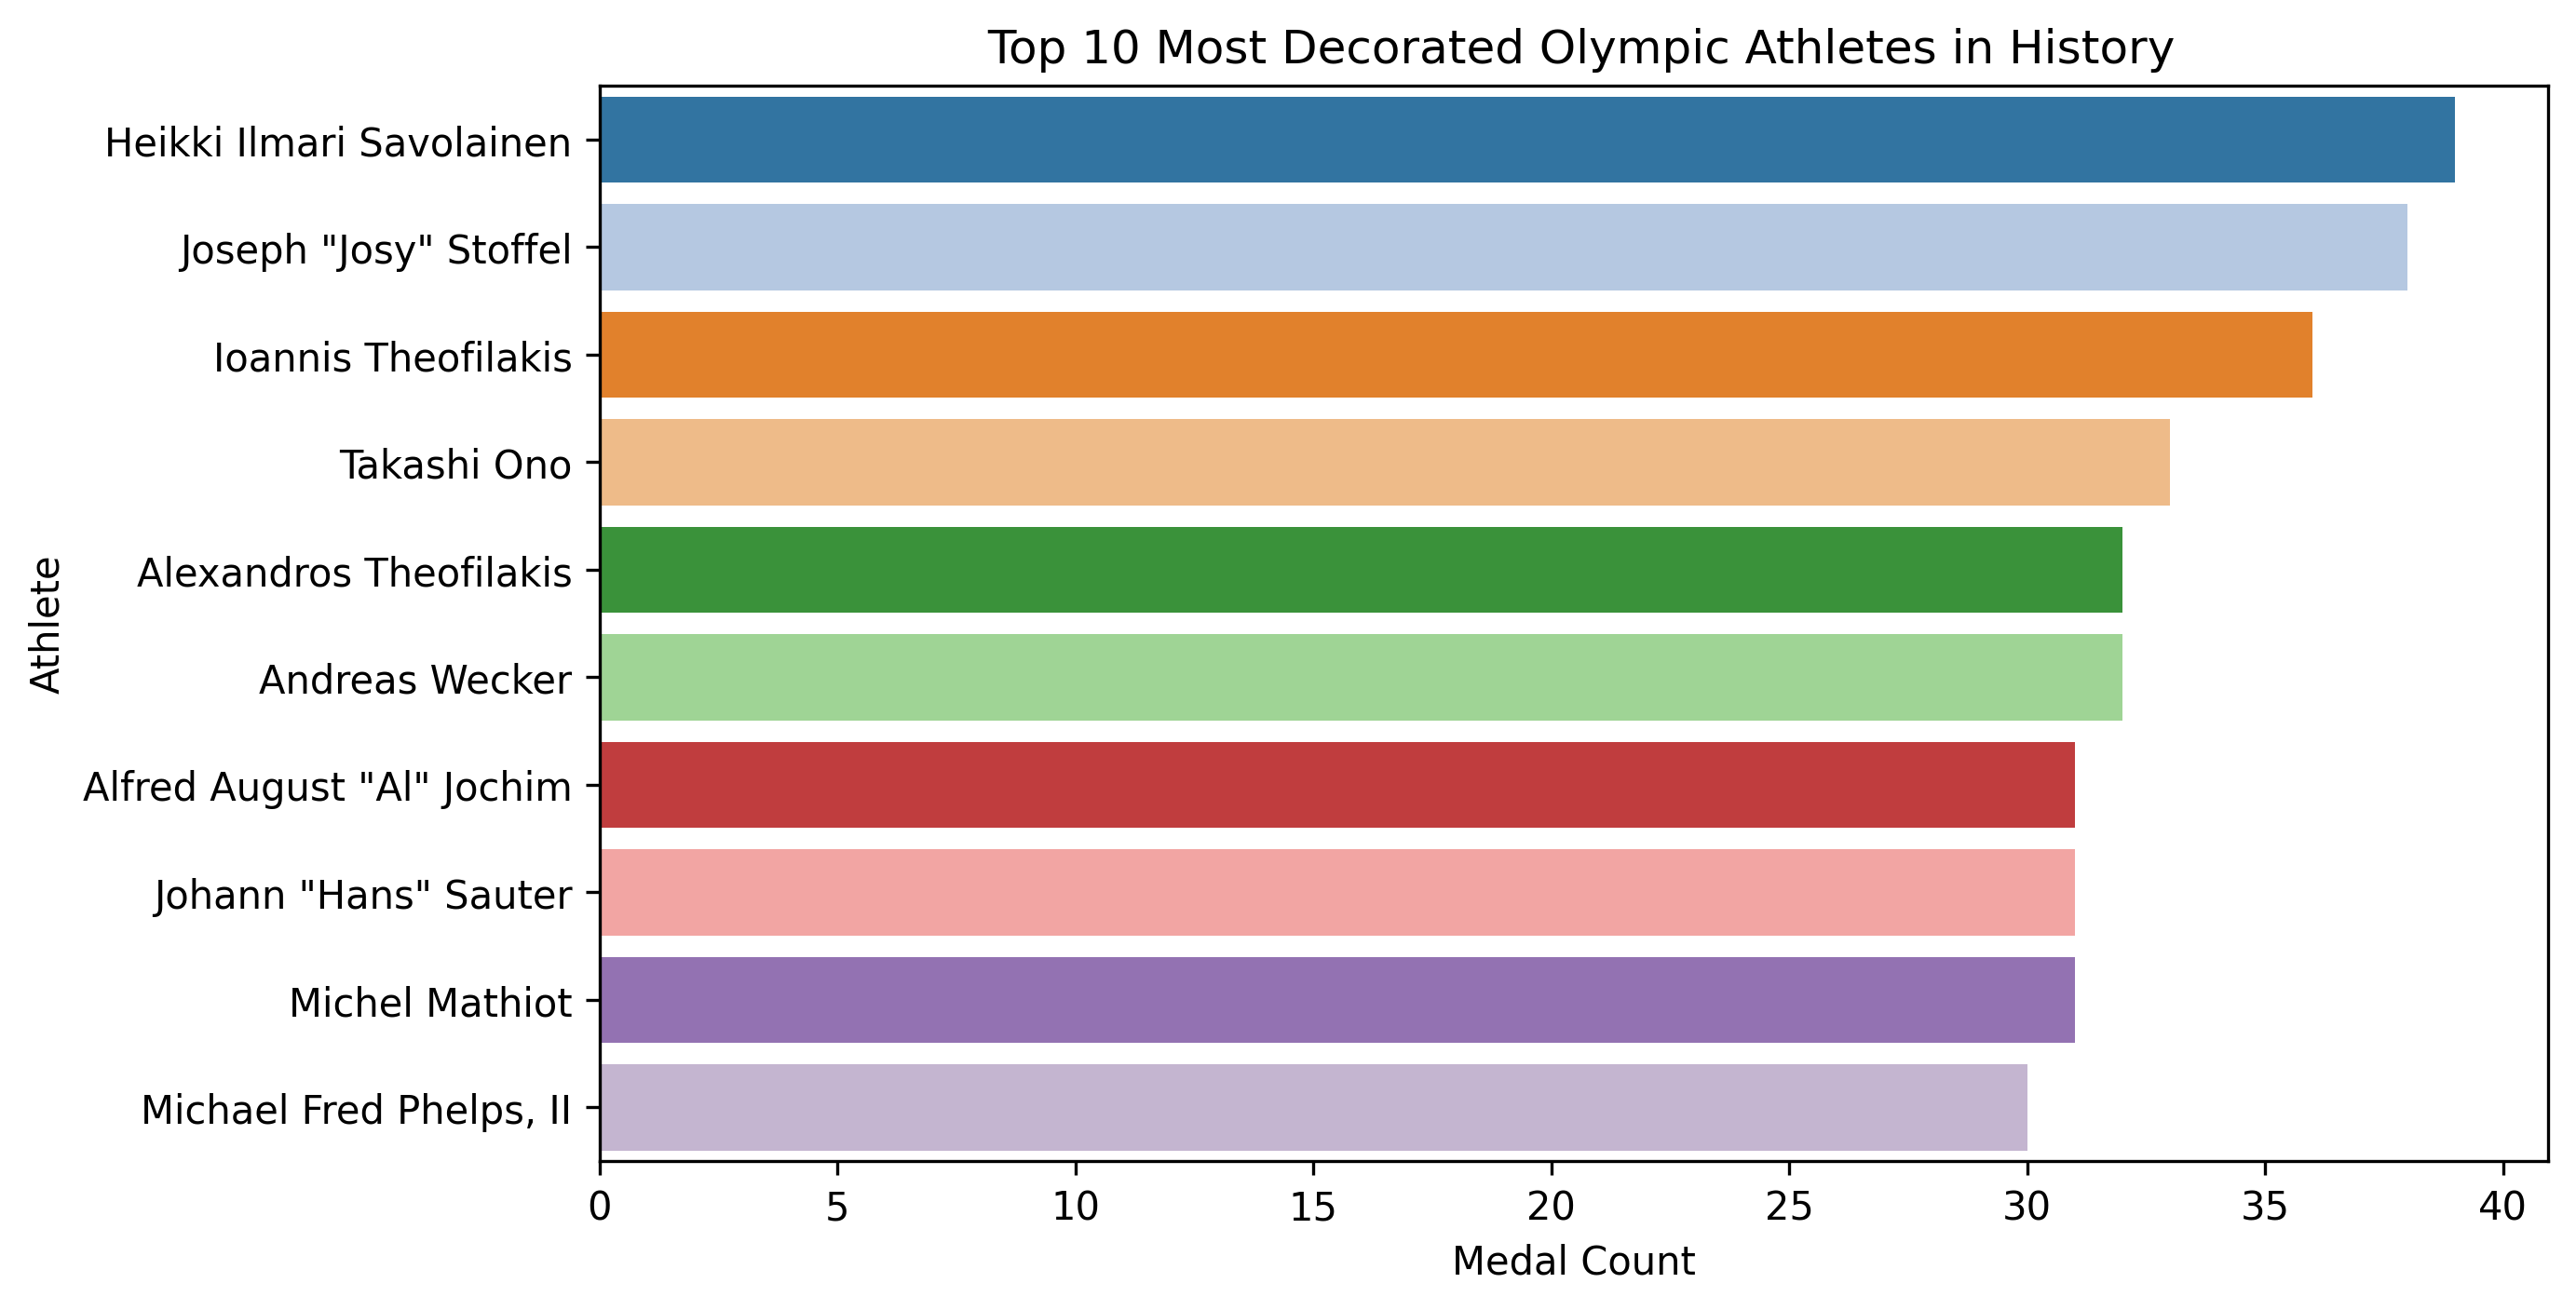 Top 10 Most Decorated Olympic Athletes in History
Athlete
Heikki Ilmari Savolainen
Joseph "Josy" Stoffel
Ioannis Theofilakis
Takashi Ono
Alexandros Theofilakis
Andreas Wecker
Alfred August "Al" Jochim
Johann "Hans" Sauter
Michel Mathiot
Michael Fred Phelps, II
0 5 10 15 20 25 30 35 40
Medal Count